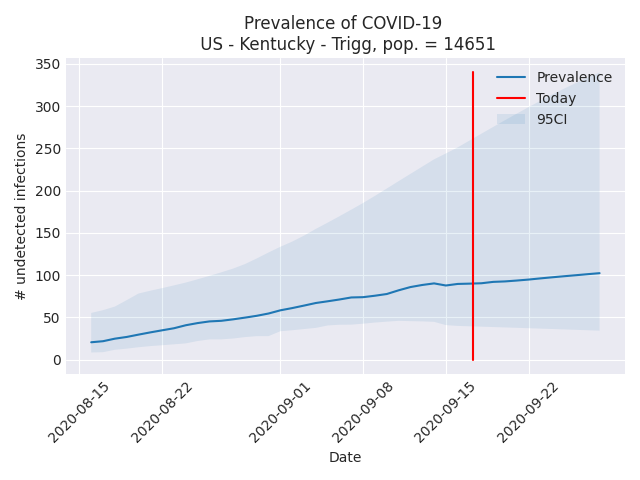 Prevalence of COVID-19
US - Kentucky - Trigg, pop. = 14651
350
300
250
200
150
100
50
0
# undetected infections
Prevalence
Today
95CI
2020-08-15
2020-08-22
2020-09-01
2020-09-08
2020-09-15
2020-09-22
Date